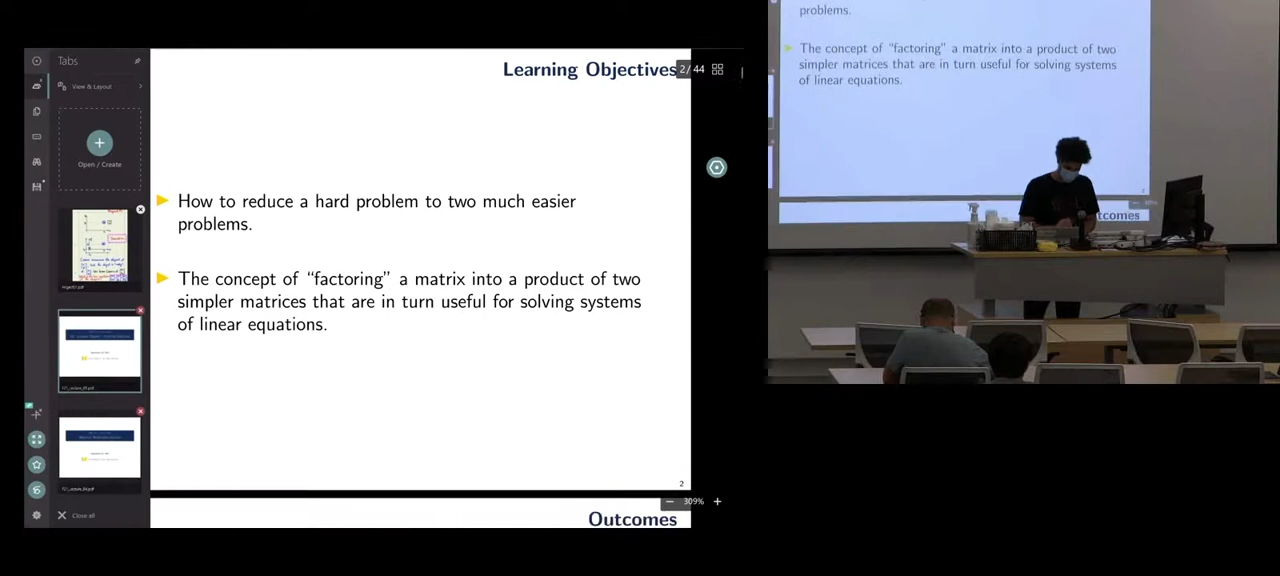 Tabs
View & Layout
Open / Create
Close all
Learning Objectives
2/ 44
How to reduce a hard problem to two much easier
problems.
The concept of “factoring” a matrix into a product of two
simpler matrices that are in turn useful for solving systems
of linear equations.
2
309%
Outcomes
problems.
The concept of “factoring” a matrix into a product of two
simpler matrices that are in turn useful for solving systems
of linear equations.
tcomes